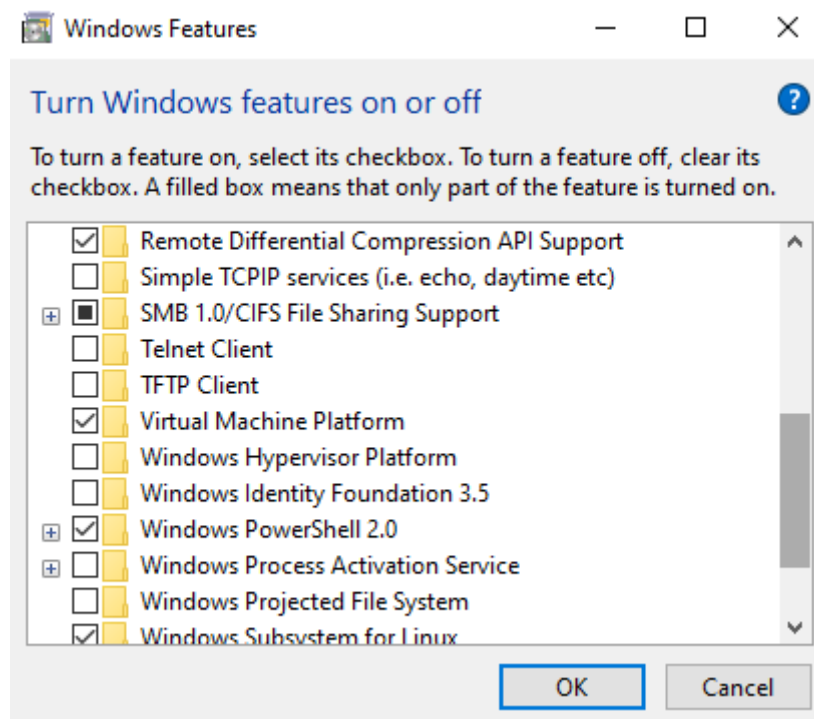 Windows Features
Turn Windows features on or off
?
To turn a feature on, select its checkbox. To turn a feature off, clear its
checkbox. A filled box means that only part of the feature is turned on.
Remote Differential Compression API Support
Simple TCPIP services (i.e. echo, daytime etc)
SMB 1.0/CIFS File Sharing Support
Telnet Client
TFTP Client
Virtual Machine Platform
Windows Hypervisor Platform
Windows Identity Foundation 3.5
Windows PowerShell 2.0
Windows Process Activation Service
Windows Projected File System
Windows Subsystem for Linux
OK
Cancel